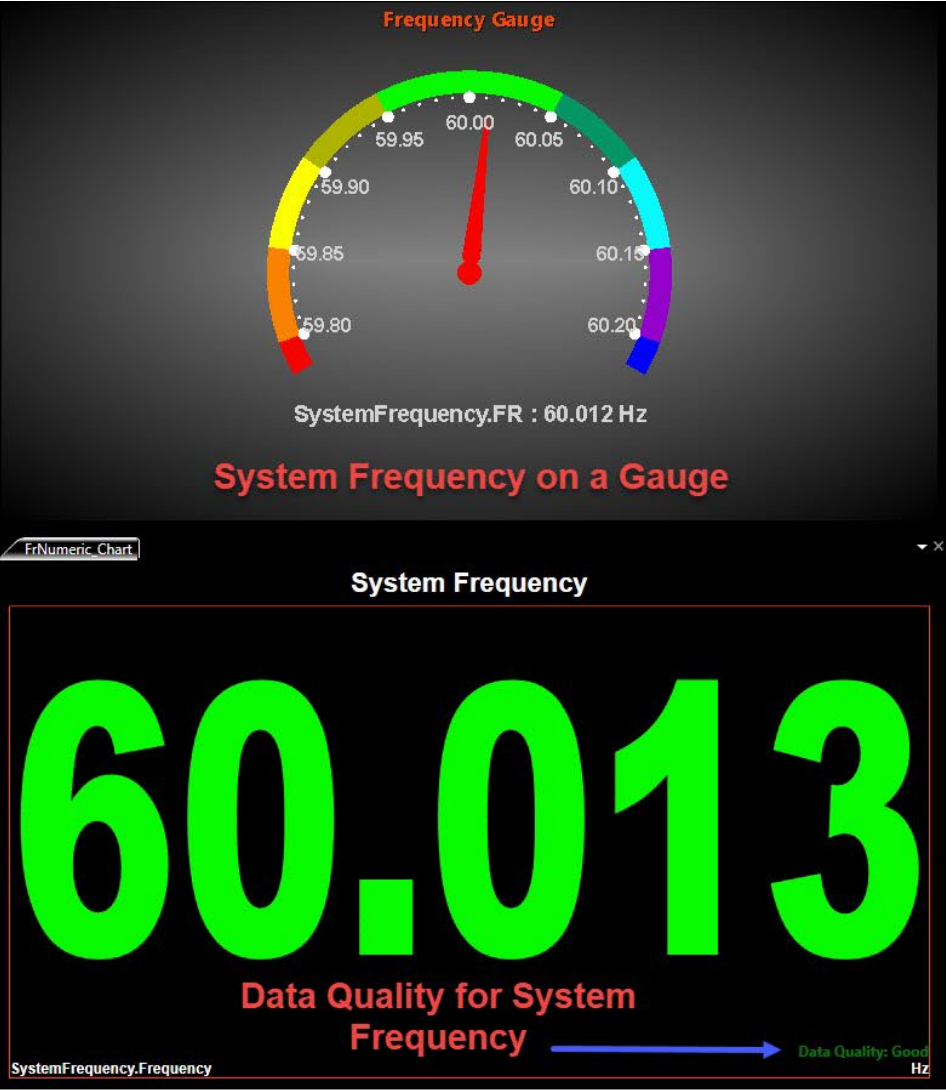 Frequency Gauge
60.00
59.95
60.05
59.90
60.10
59.85
60.15
59.80
60.20
SystemFrequency.FR : 60.012 Hz
System Frequency on a Gauge
FrNumeric_Chart
System Frequency
60.013
Data Quality for System
Frequency
Data Quality: Good
SystemFrequency.Frequency
Hz